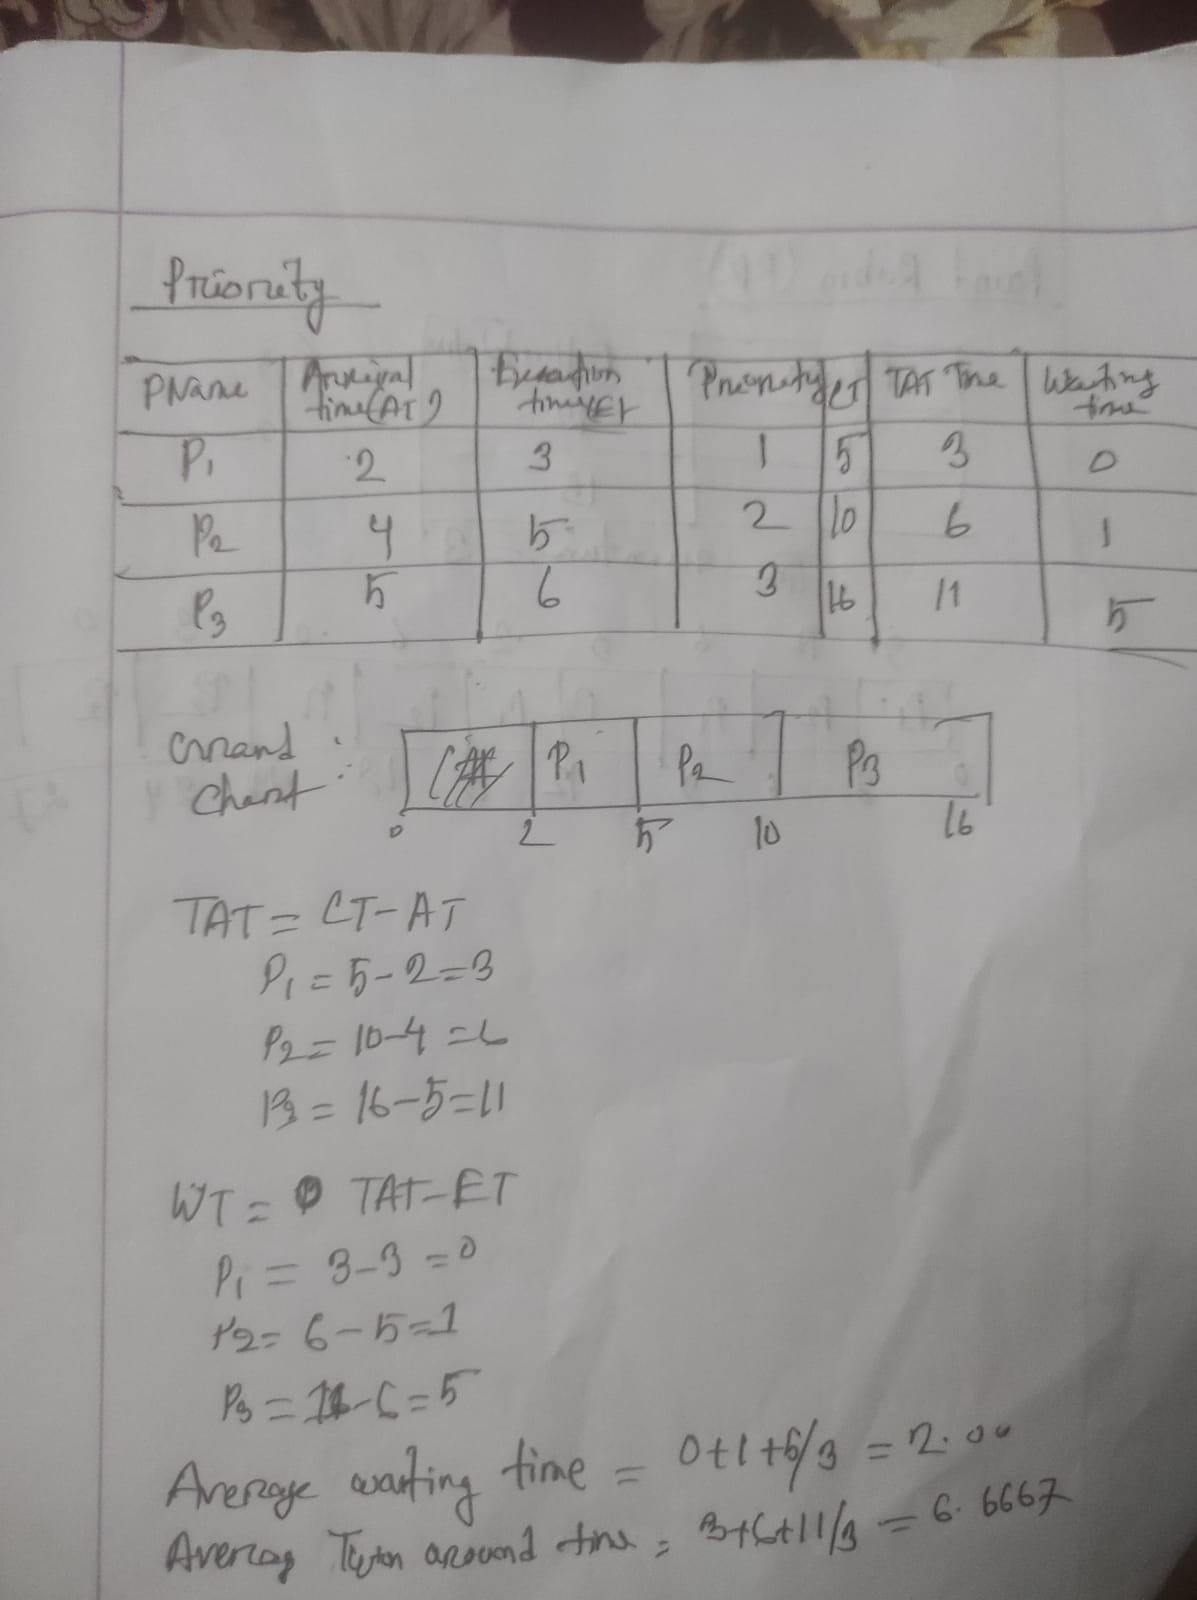 Priority
PName Arrival time(AT) Execution time(ET Priority CT TAT Time Waiting time
P1 2 3 1 5 3 0
P2 4 5 2 10 6 1
P3 5 6 3 16 11 5
Chart
P1 P2 P3
0 2 5 10 16
TAT = CT-AT
P1 = 5-2=3
P2 = 10-4=6
P3 = 16-5=11
WT = TAT-ET
P1 = 3-3=0
P2= 6-5=1
P3 = 11-6=5
Average waiting time = 0+1+5/3 = 2.00
Averag Turn around time = 3+6+11/3 = 6.6667